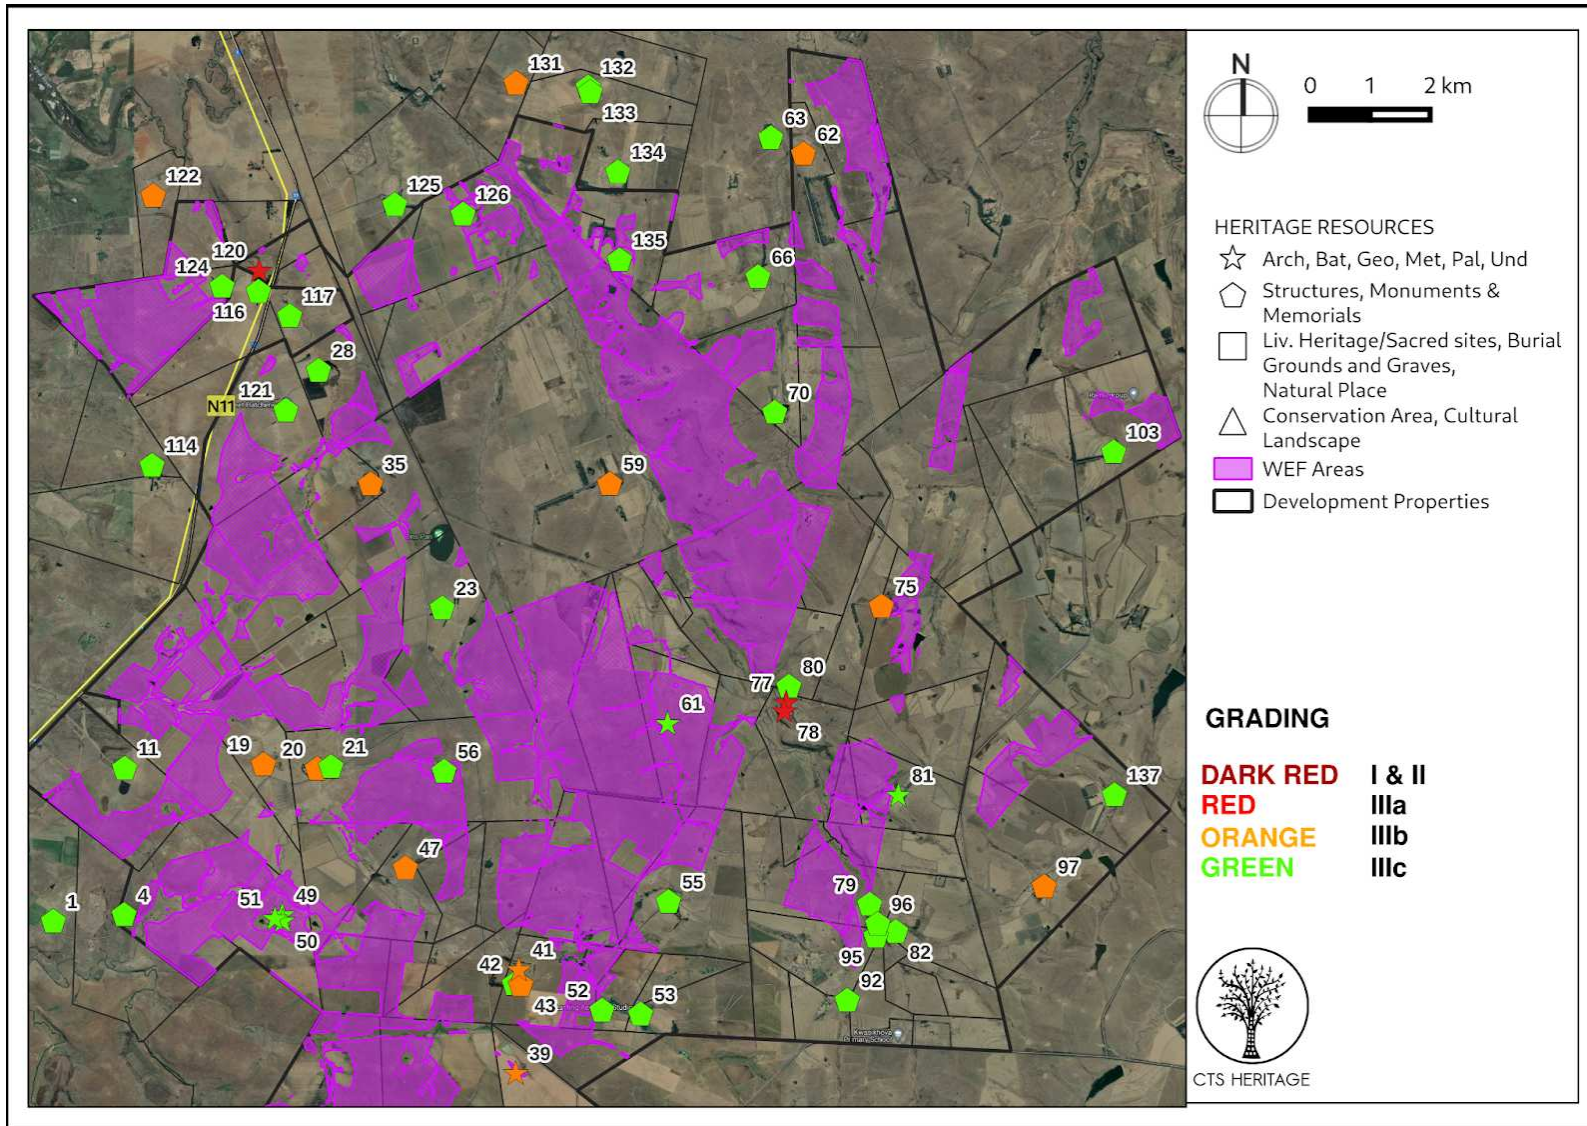 131
132
133
63
62
134
122
125
126
120
135
124
66
116
117
28
N11
121
70
114
35
59
103
23
75
80
77
61
78
11
19
20
21
56
81
137
47
97
1
4
51
49
50
55
79
96
95
82
41
42
43
52
53
92
Primary School
39
N
0 1 2 km
HERITAGE RESOURCES
Arch, Bat, Geo, Met, Pal, Und
Structures, Monuments &
Memorials
Liv. Heritage/Sacred sites, Burial
Grounds and Graves,
Natural Place
Conservation Area, Cultural
Landscape
WEF Areas
Development Properties
GRADING
DARK RED I & II
RED IIIa
ORANGE IIIb
GREEN IIIc
CTS HERITAGE